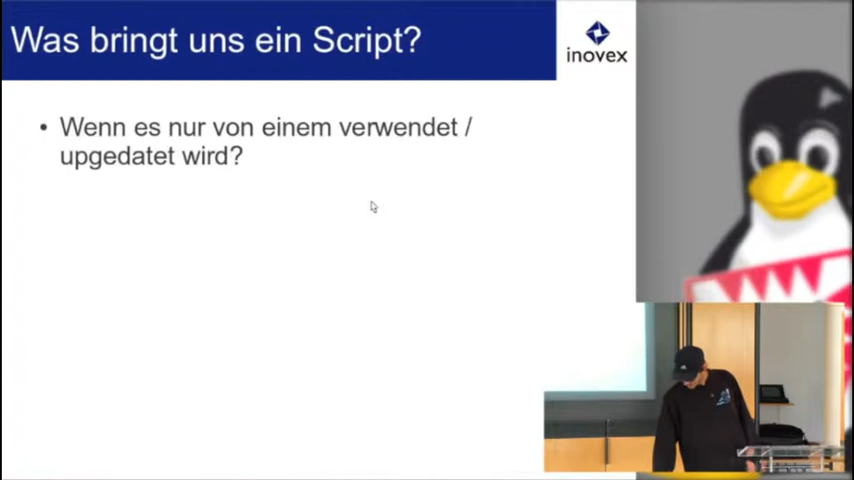 Was bringt uns ein Script?
inovex
• Wenn es nur von einem verwendet /
upgedatet wird?